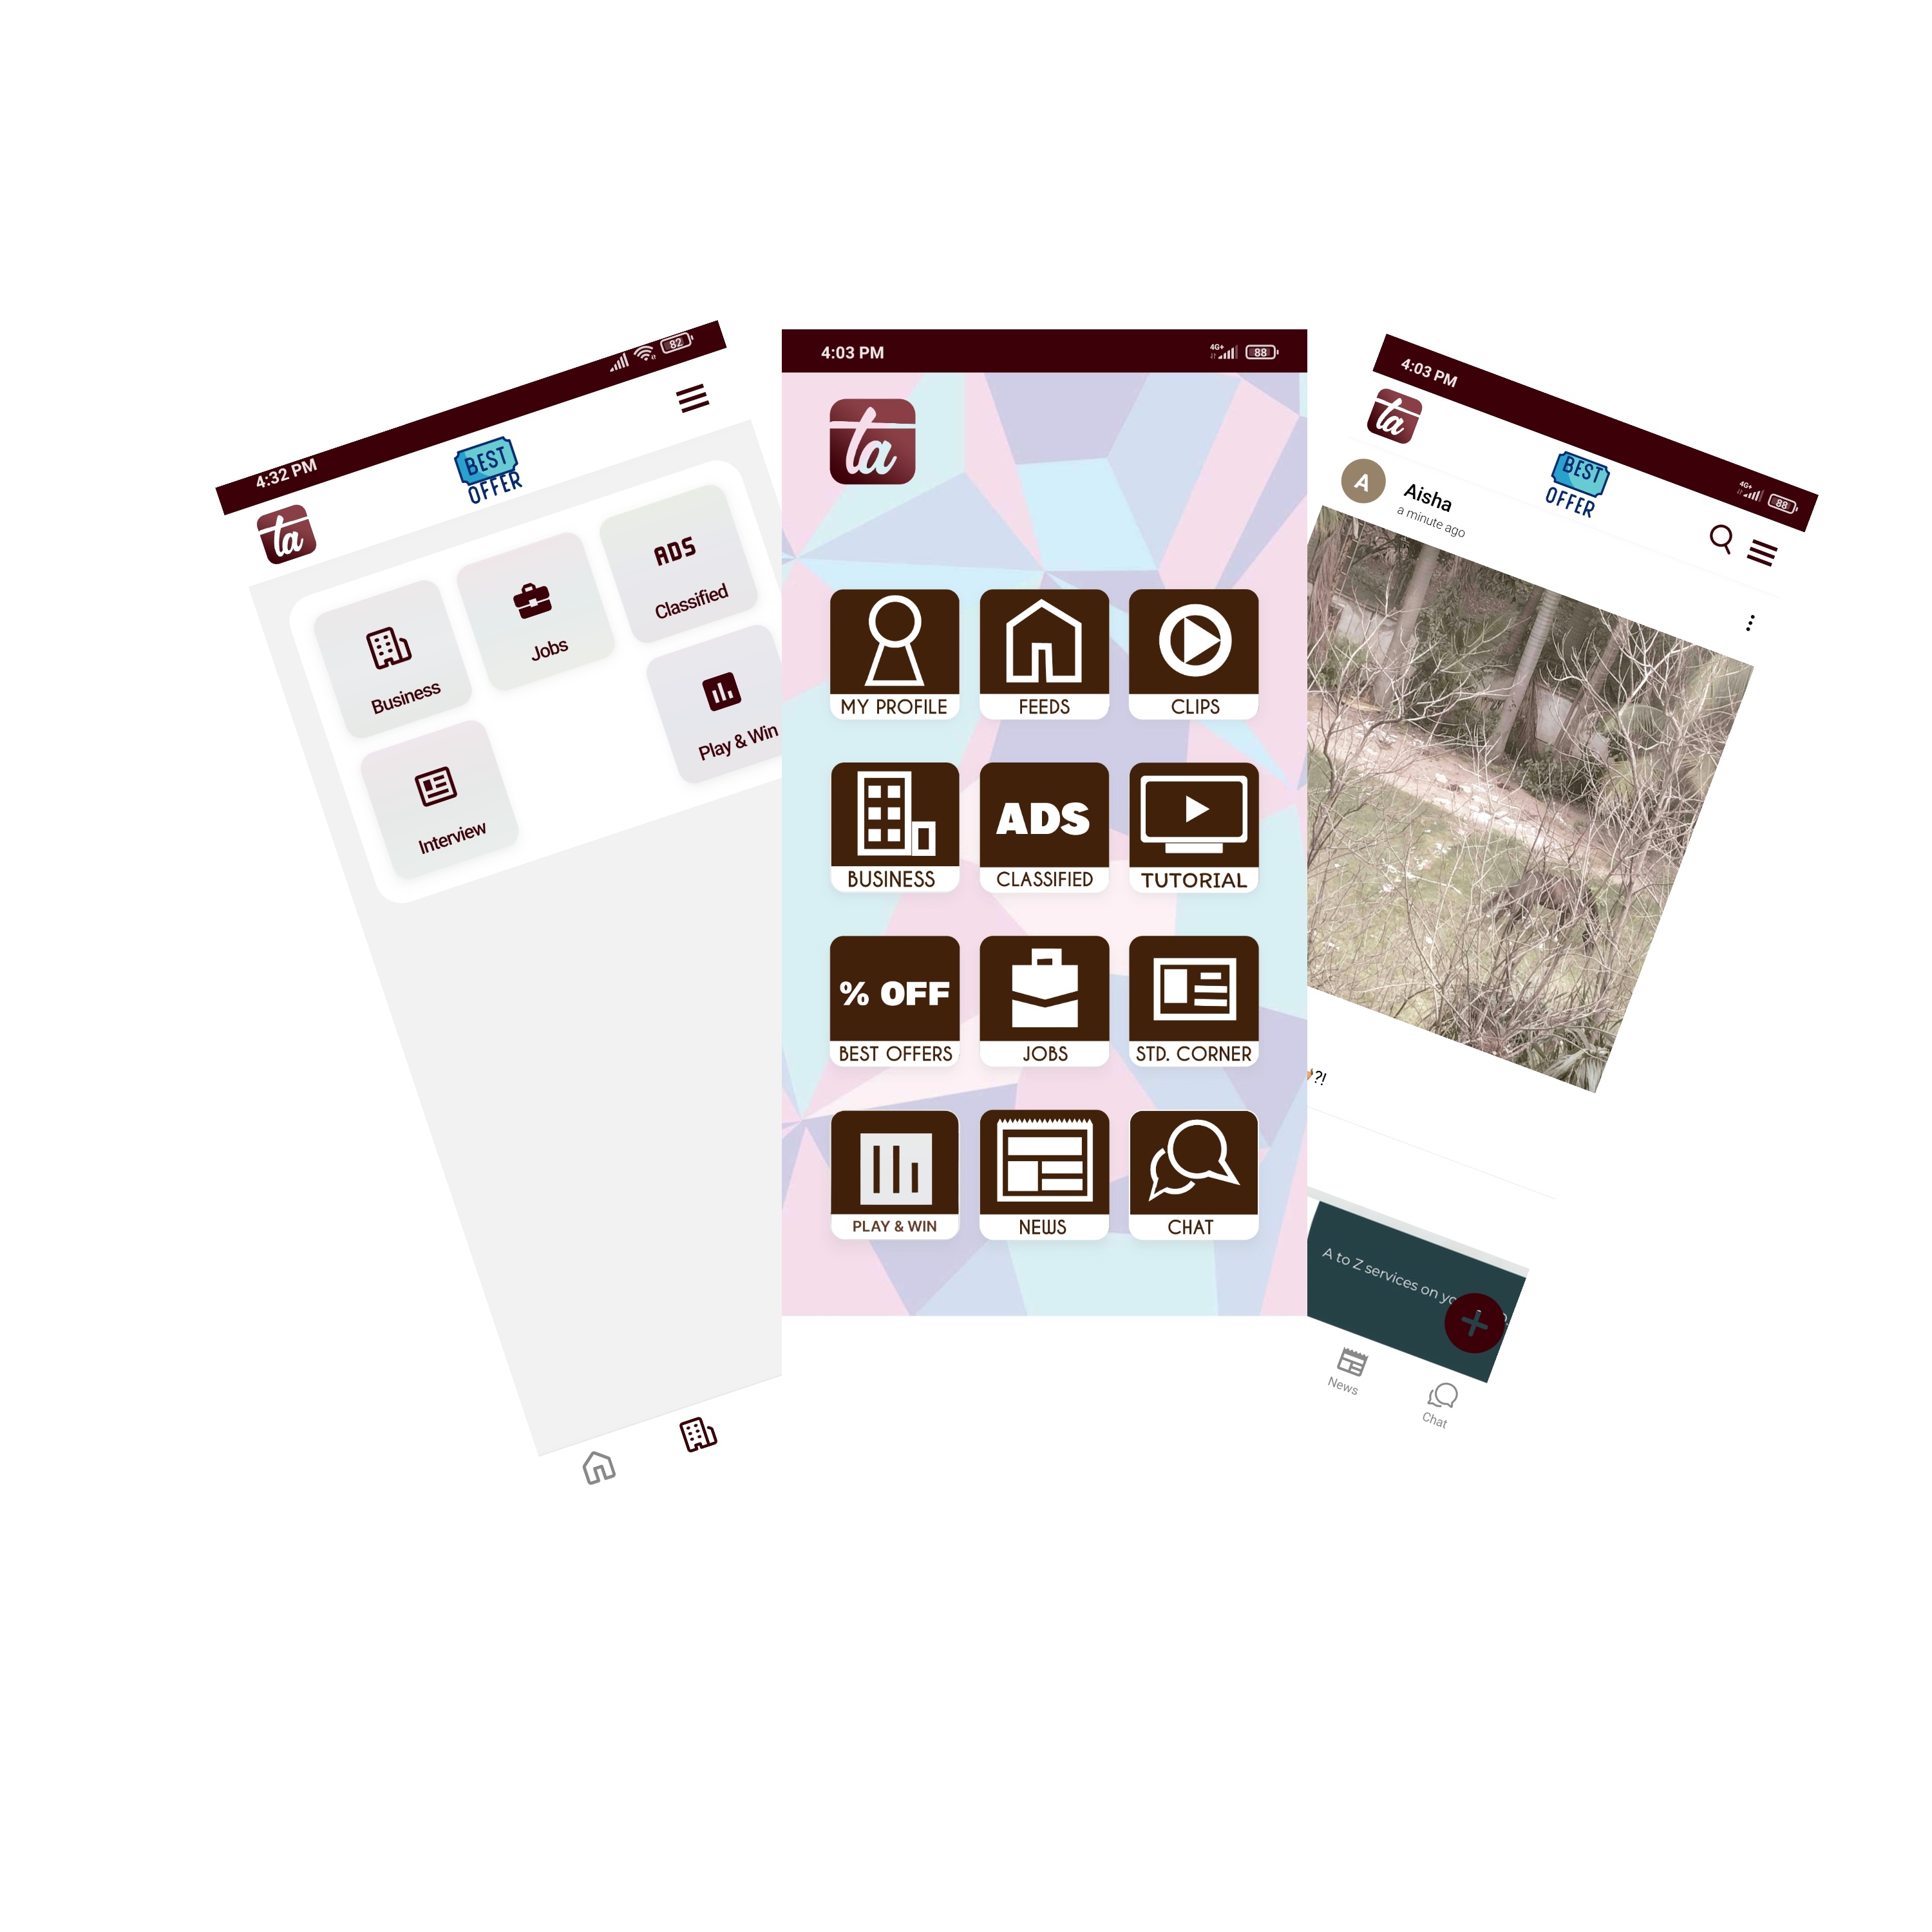 4:32 PM
82
BEST
OFFER
ta
Business
Jobs
ADS
Classified
Interview
Play & Win
4:03 PM
4G+
88
ta
MY PROFILE
FEEDS
CLIPS
BUSINESS
ADS
CLASSIFIED
TUTORIAL
% OFF
BEST OFFERS
JOBS
STD. CORNER
PLAY & WIN
NEWS
CHAT
4:03 PM
4G+
88
ta
BEST
OFFER
A
Aisha
a minute ago
?!
A to Z services on
News
Chat